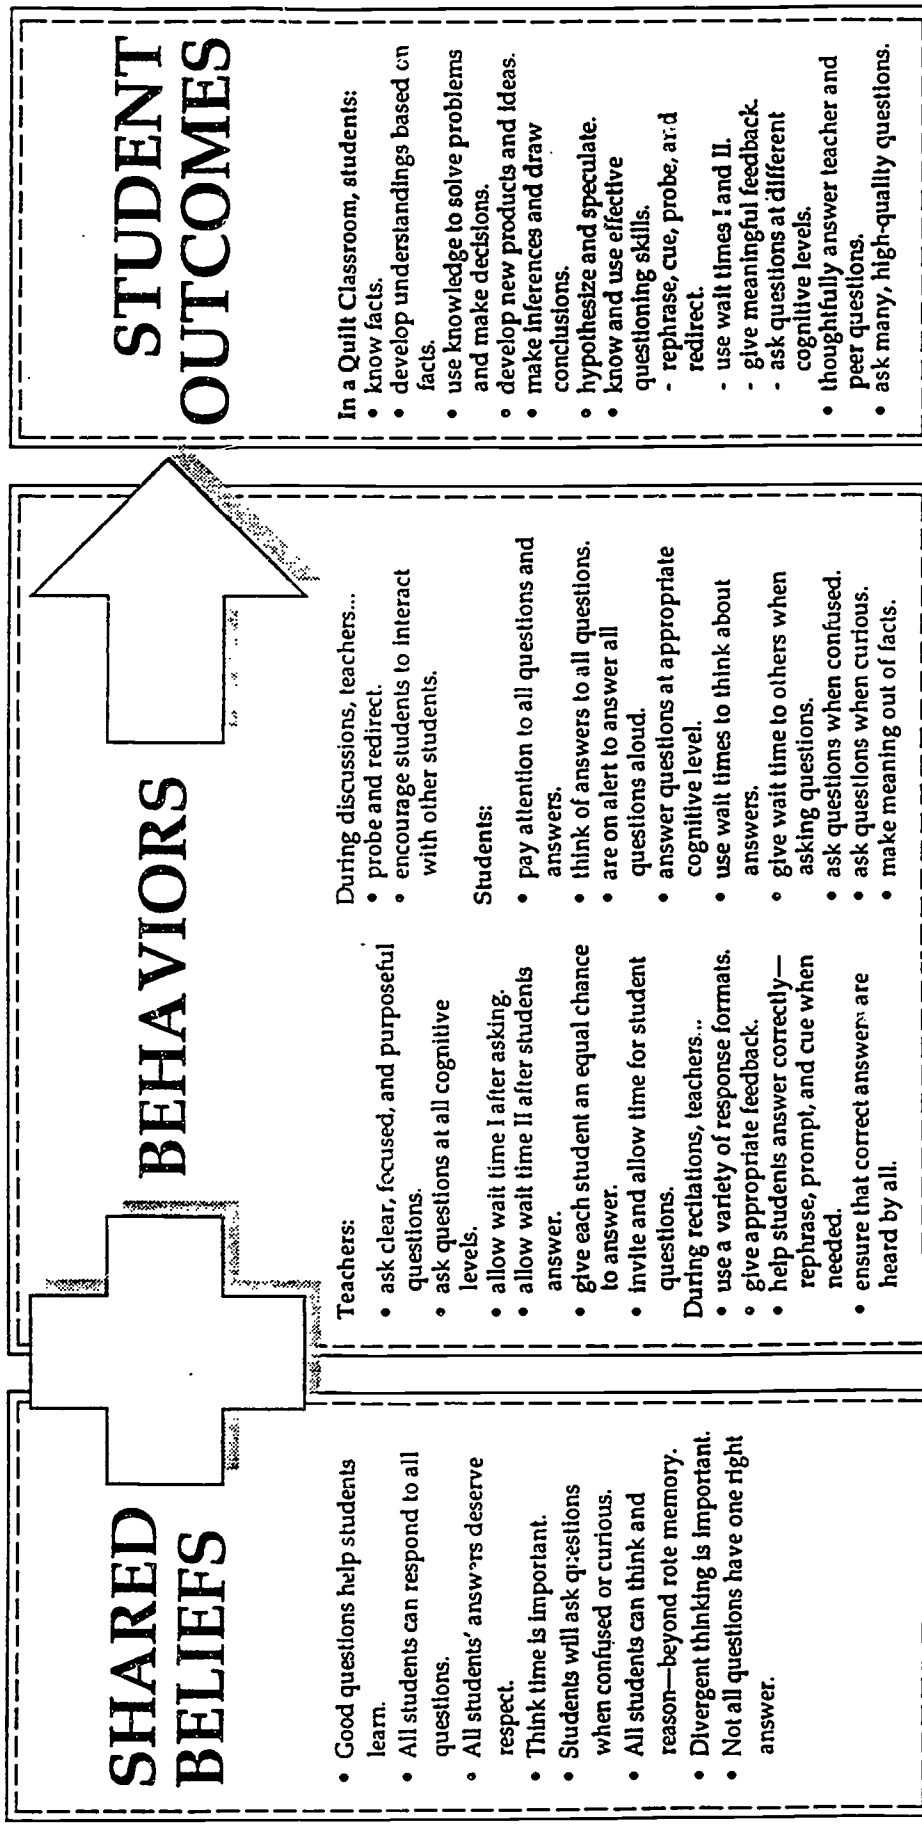 SHARED
BELIEFS
• Good questions help students
learn.
• All students can respond to all
questions.
• All students' answers deserve
respect.
• Think time is important.
• Students will ask questions
when confused or curious.
• All students can think and
reason—beyond rote memory.
• Divergent thinking is important.
• Not all questions have one right
answer.
BEHAVIORS
Teachers:
• ask clear, focused, and purposeful
questions.
• ask questions at all cognitive
levels.
• allow wait time I after asking.
• allow wait time II after students
answer.
• give each student an equal chance
to answer.
• invite and allow time for student
questions.
During recitations, teachers...
• use a variety of response formats.
• give appropriate feedback.
• help students answer correctly—
rephrase, prompt, and cue when
needed.
• ensure that correct answers are
heard by all.
During discussions, teachers...
• probe and redirect.
• encourage students to interact
with other students.
Students:
• pay attention to all questions and
answers.
• think of answers to all questions.
• are on alert to answer all
questions aloud.
• answer questions at appropriate
cognitive level.
• use wait times to think about
answers.
• give wait time to others when
asking questions.
• ask questions when confused.
• ask questions when curious.
• make meaning out of facts.
STUDENT
OUTCOMES
In a Quilt Classroom, students:
• know facts.
• develop understandings based on
facts.
• use knowledge to solve problems
and make decisions.
• develop new products and ideas.
• make inferences and draw
conclusions.
• hypothesize and speculate.
• know and use effective
questioning skills.
- rephrase, cue, probe, and
redirect.
- use wait times I and II.
- give meaningful feedback.
- ask questions at different
cognitive levels.
• thoughtfully answer teacher and
peer questions.
• ask many, high-quality questions.